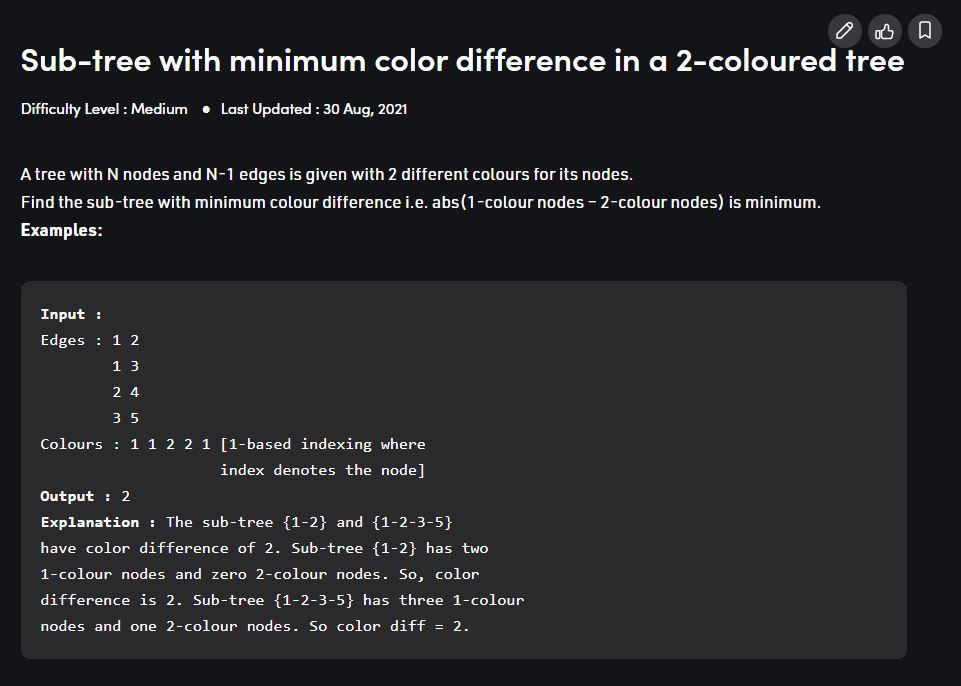 Sub-tree with minimum color difference in a 2-coloured tree
Difficulty Level : Medium ● Last Updated : 30 Aug, 2021
A tree with N nodes and N-1 edges is given with 2 different colours for its nodes.
Find the sub-tree with minimum colour difference i.e. abs(1-colour nodes – 2-colour nodes) is minimum.
Examples:
Input :
Edges : 1 2
1 3
2 4
3 5
Colours : 1 1 2 2 1 [1-based indexing where
index denotes the node]
Output : 2
Explanation : The sub-tree {1-2} and {1-2-3-5}
have color difference of 2. Sub-tree {1-2} has two
1-colour nodes and zero 2-colour nodes. So, color
difference is 2. Sub-tree {1-2-3-5} has three 1-colour
nodes and one 2-colour nodes. So color diff = 2.